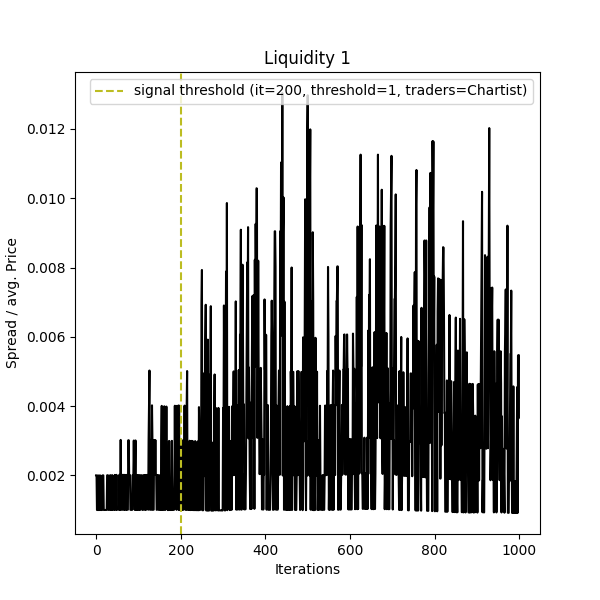 Liquidity 1
signal threshold (it=200, threshold=1, traders=Chartist)
0.012
0.010
0.008
0.006
0.004
0.002
Spread / avg. Price
0 200 400 600 800 1000
Iterations